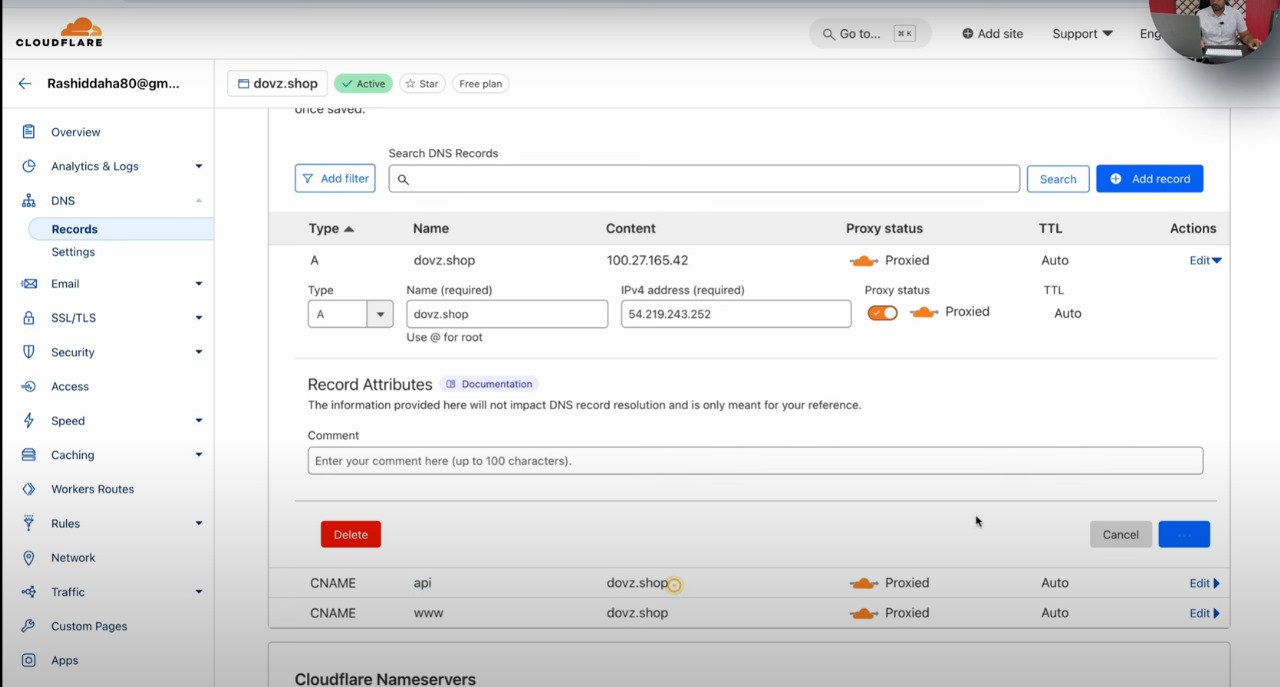 CLOUDFLARE
Go to... ⌘ K
Add site
Support
Eng
Rashiddaha80@gm...
dovz.shop
Active
Star
Free plan
Overview
Analytics & Logs
DNS
Records
Settings
Email
SSL/TLS
Security
Access
Speed
Caching
Workers Routes
Rules
Network
Traffic
Custom Pages
Apps
once saved.
Search DNS Records
Add filter
Search
Add record
Type Name Content Proxy status TTL Actions
A dovz.shop 100.27.165.42 Proxied Auto Edit
Type Name (required) IPv4 address (required) Proxy status TTL
A dovz.shop 54.219.243.252 Proxied Auto
Use @ for root
Record Attributes Documentation
The information provided here will not impact DNS record resolution and is only meant for your reference.
Comment
Enter your comment here (up to 100 characters).
Delete Cancel ...
CNAME api dovz.shop Proxied Auto Edit
CNAME www dovz.shop Proxied Auto Edit
Cloudflare Nameservers